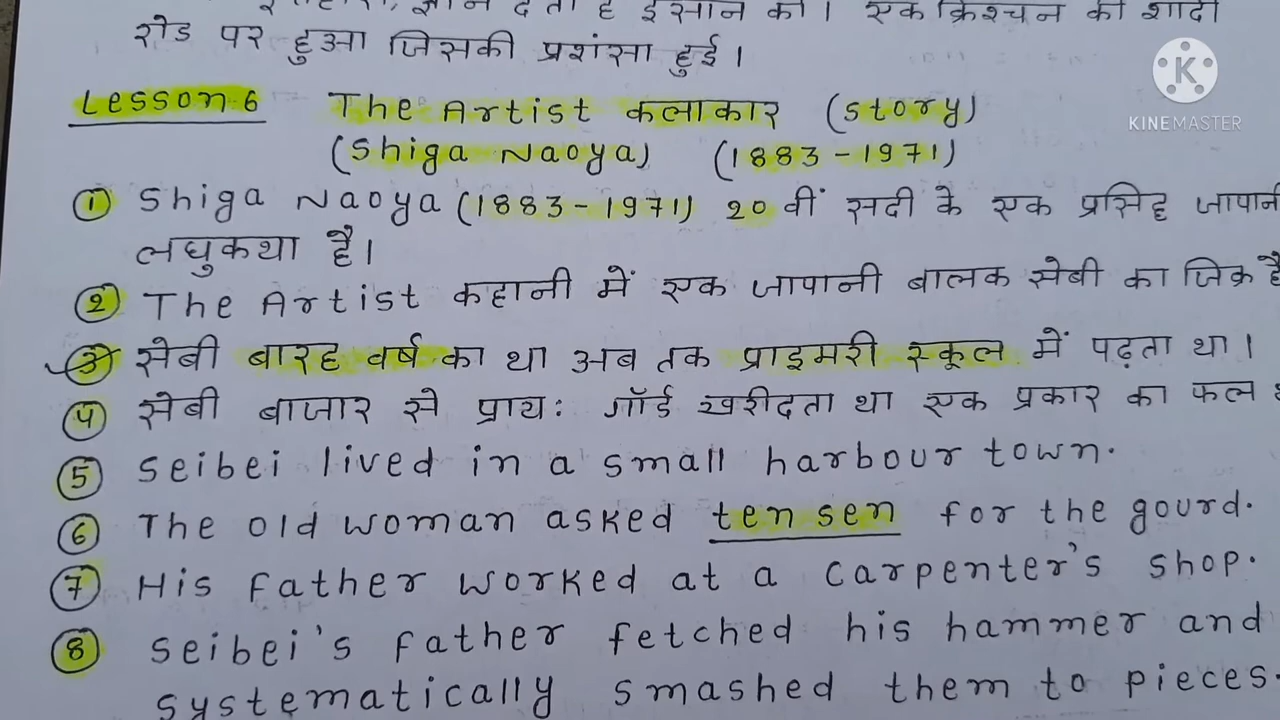 ज्ञान देता है इंसान को। एक क्रिश्चन की शादी
रोड पर हुआ जिसकी प्रशंसा हुई।
K
KINEMASTER
Lesson 6 The Artist कलाकार (story)
(Shiga Naoya) (1883-1971)
① Shiga Naoya (1883-1971) 20 वीं सदी के एक प्रसिद्ध जापानी
लघुकथा हैं।
② The Artist कहानी में एक जापानी बालक सेबी का जिक्र है
③ सेबी बारह वर्ष का था अब तक प्राइमरी स्कूल में पढ़ता था।
④ सेबी बाजार से प्रायः गॉर्ड खरीदता था एक प्रकार का फल
⑤ Seibei lived in a small harbour town.
⑥ The old woman asked ten sen for the gourd.
⑦ His Father worked at a carpenter's shop.
⑧ Seibei's Father fetched his hammer and
systematically smashed them to pieces.